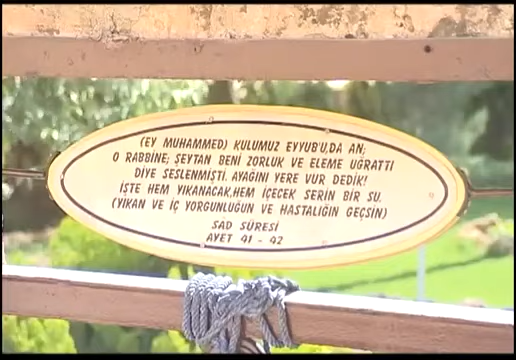 (EY MUHAMMED) KULUMUZ EYYUB'U,DA AN;
O RABBİNE; ŞEYTAN BENİ ZORLUK VE ELEME UĞRATTI
DİYE SESLENMİŞTİ. AYAĞINI YERE VUR DEDİK!
İŞTE HEM YIKANACAK,HEM İÇECEK SERİN BİR SU.
(YIKAN VE İÇ YORGUNLUĞUN VE HASTALIĞIN GEÇSİN)
SAD SÛRESİ
AYET 41 - 42